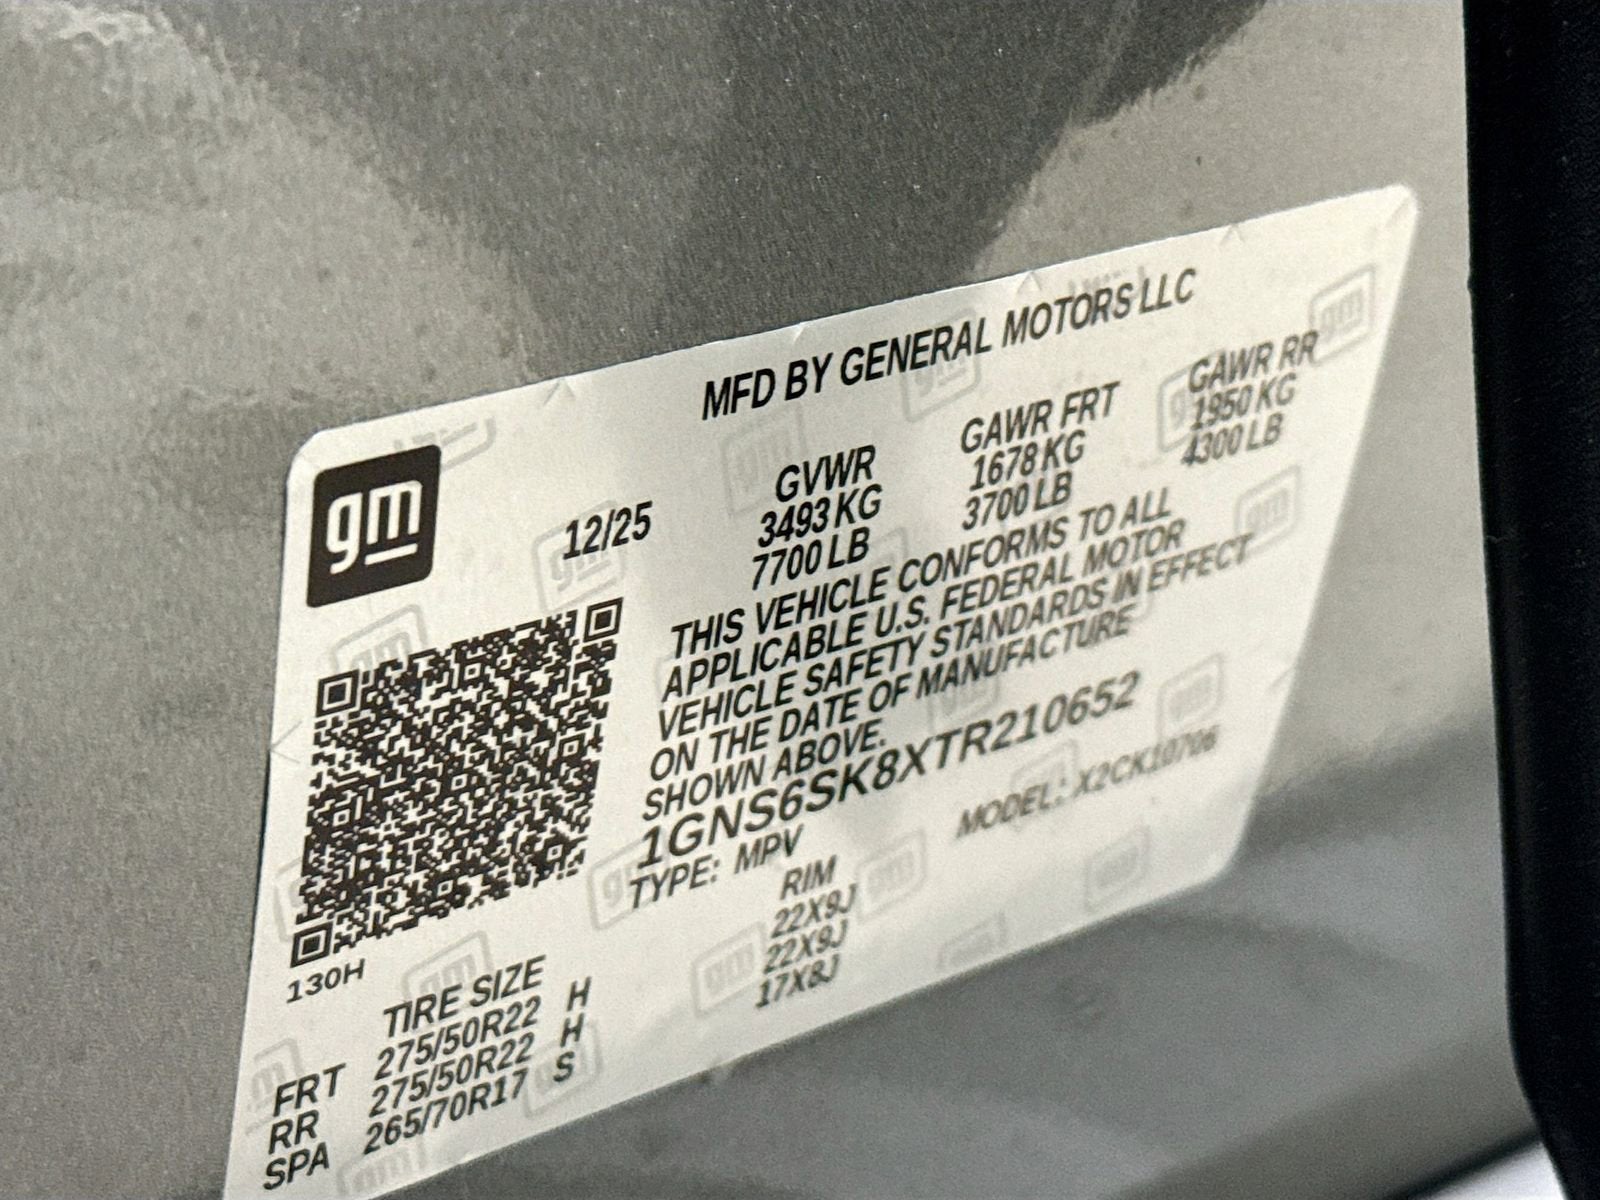 MFD BY GENERAL MOTORS LLC
gm
12/25
GVWR
3493 KG
7700 LB
GAWR FRT
1678 KG
3700 LB
GAWR RR
1950 KG
4300 LB
THIS VEHICLE CONFORMS TO ALL
APPLICABLE U.S. FEDERAL MOTOR
VEHICLE SAFETY STANDARDS IN EFFECT
ON THE DATE OF MANUFACTURE
SHOWN ABOVE.
1GNS6SK8XTR210652
TYPE: MPV MODEL: X2CK10706
130H
TIRE SIZE RIM
FRT 275/50R22 H 22X9J
RR 275/50R22 H 22X9J
SPA 265/70R17 S 17X8J